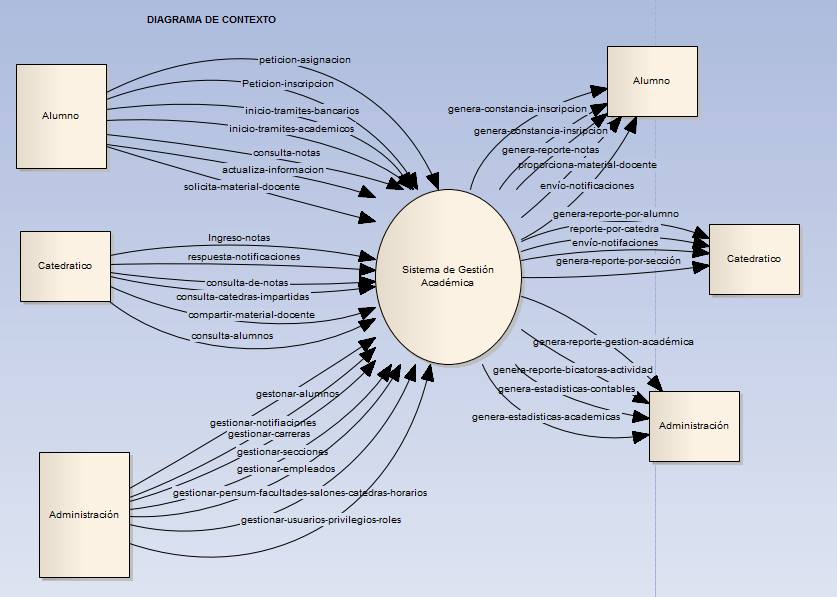 DIAGRAMA DE CONTEXTO
Alumno
peticion-asignacion
Peticion-inscripcion
inicio-tramites-bancarios
inicio-tramites-academicos
consulta-notas
actualiza-informacion
solicita-material-docente
Catedratico
Ingreso-notas
respuesta-notificaciones
consulta-de-notas
consulta-catedras-impartidas
compartir-material-docente
consulta-alumnos
Administración
gestonar-alumnos
gestionar-notifiaciones
gestionar-carreras
gestionar-secciones
gestionar-empleados
gestionar-pensum-facultades-salones-catedras-horarios
gestionar-usuarios-privilegios-roles
Sistema de Gestión
Académica
Alumno
genera-constancia-inscripcion
genera-constancia-insripcion
genera-reporte-notas
proporciona-material-docente
envío-notificaciones
Catedratico
genera-reporte-por-alumno
reporte-por-catedra
envío-notifaciones
genera-reporte-por-sección
Administración
genera-reporte-gestion-académica
genera-reporte-bicatoras-actividad
genera-estadisticas-contables
genera-estadisticas-academicas